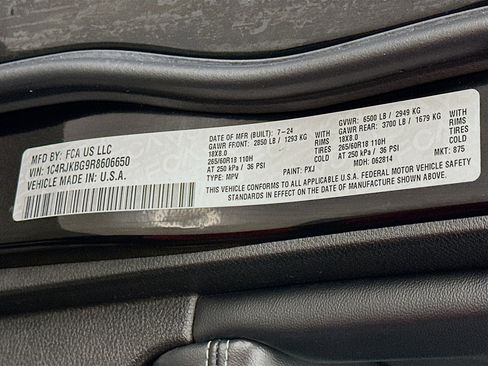 MFD BY: FCA US LLC
VIN: 1C4RJKBG9R8606650
VEHICLE MADE IN: U.S.A.
DATE OF MFR (BUILT): 7-24
GVWR: 6500 LB / 2949 KG
GAWR FRONT: 2850 LB / 1293 KG WITH
GAWR REAR: 3700 LB / 1679 KG WITH
18X8.0 RIMS
18X8.0 RIMS
265/60R18 110H TIRES
265/60R18 110H TIRES
AT 250 kPa / 36 PSI COLD
AT 250 kPa / 36 PSI COLD
TYPE: MPV
PAINT: PXJ
MDH: 062814
MKT: 875
THIS VEHICLE CONFORMS TO ALL APPLICABLE U.S.A. FEDERAL MOTOR VEHICLE SAFETY
STANDARDS IN EFFECT ON THE DATE OF MANUFACTURE SHOWN ABOVE.